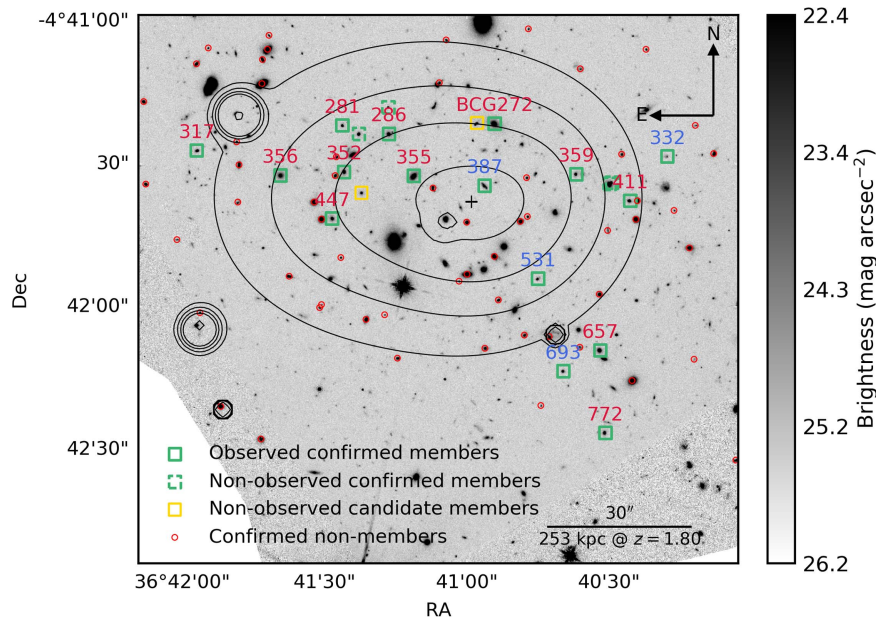 -4°41'00"
30"
42'00"
42'30"
Dec
N
E
BCG272
281
286
317
332
356
352
355
387
359
411
447
531
657
693
772
Observed confirmed members
Non-observed confirmed members
Non-observed candidate members
Confirmed non-members
30″
253 kpc @ z = 1.80
36°42'00"
41'30"
41'00"
40'30"
RA
22.4
23.4
24.3
25.2
26.2
Brightness (mag arcsec⁻²)